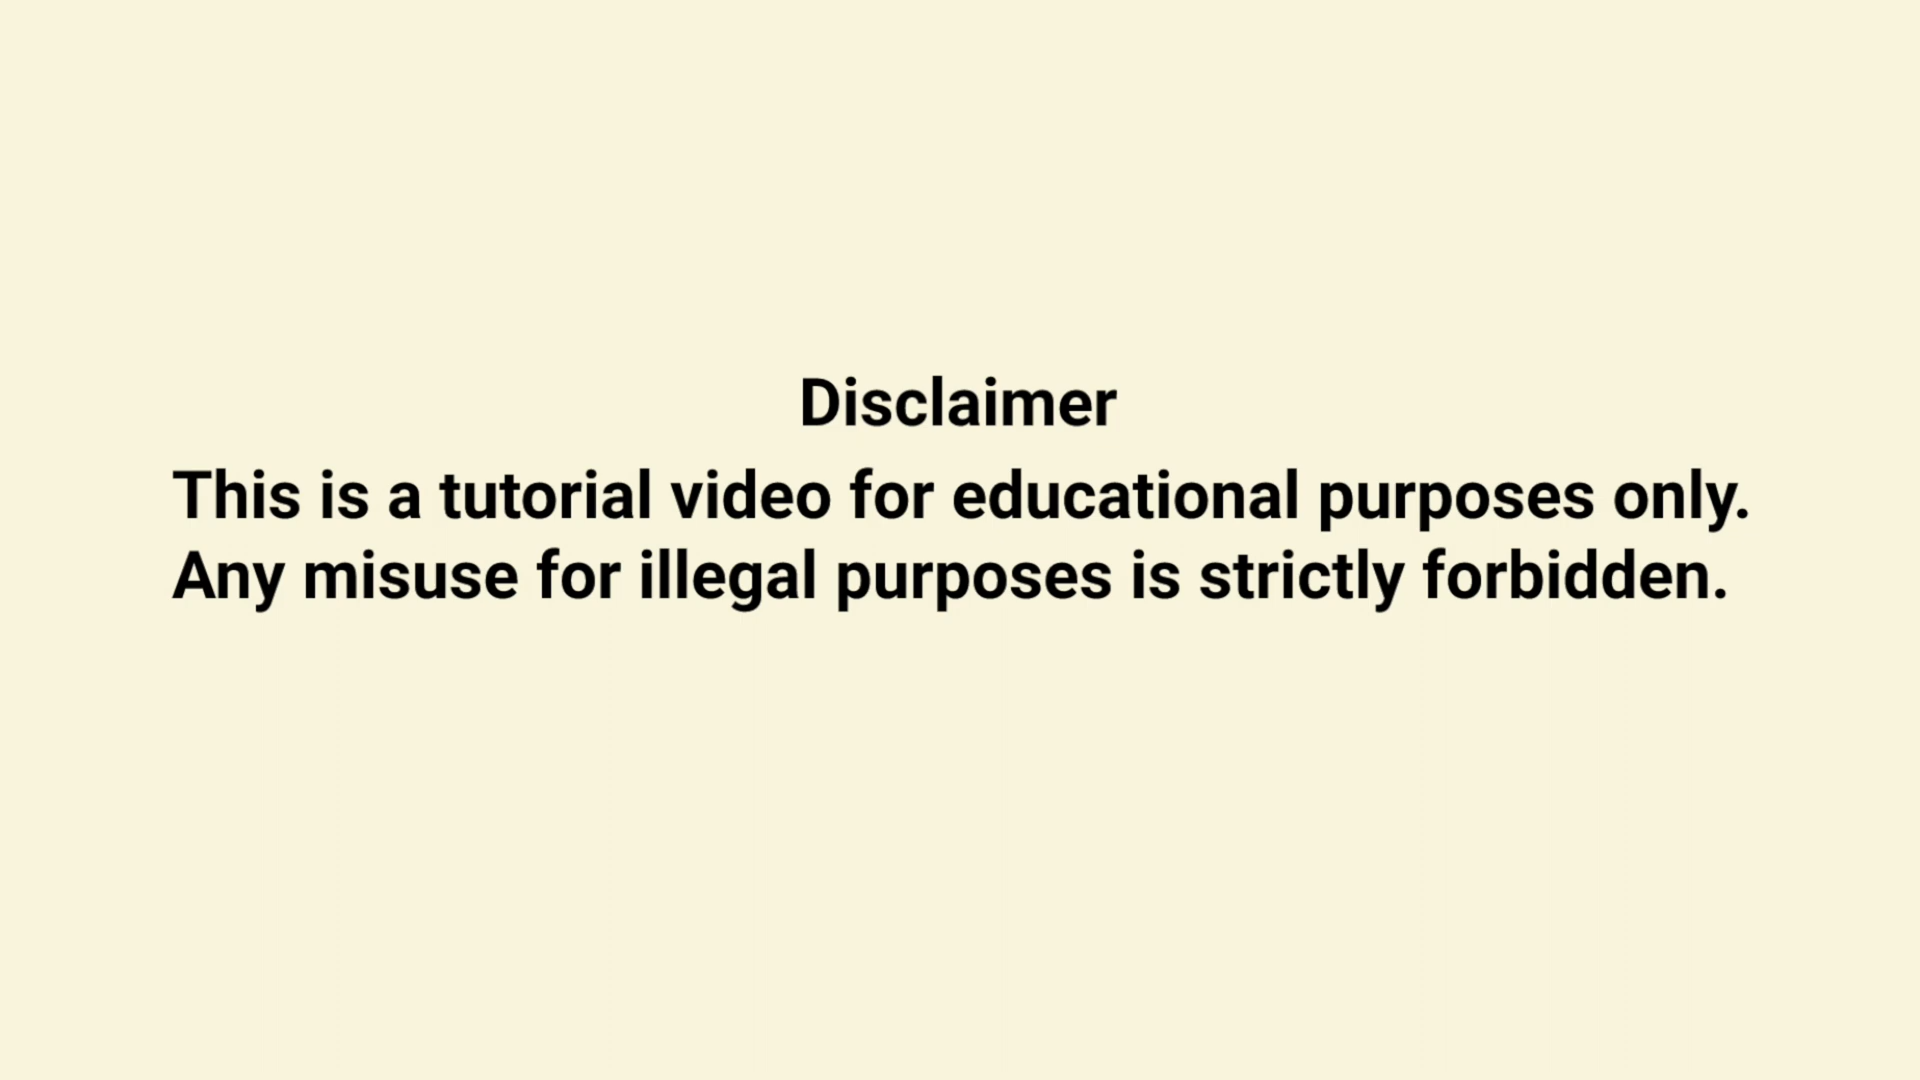 Disclaimer
This is a tutorial video for educational purposes only.
Any misuse for illegal purposes is strictly forbidden.